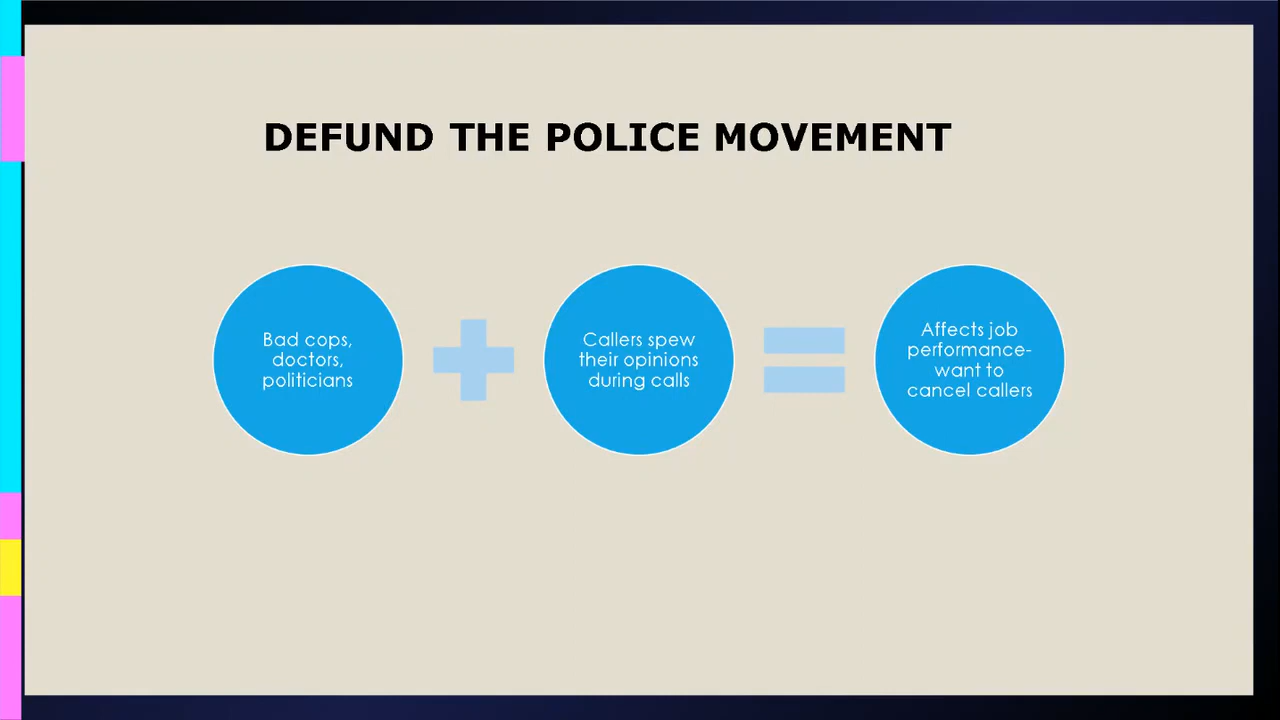 DEFUND THE POLICE MOVEMENT
Bad cops,
doctors,
politicians
Callers spew
their opinions
during calls
Affects job
performance-
want to
cancel callers